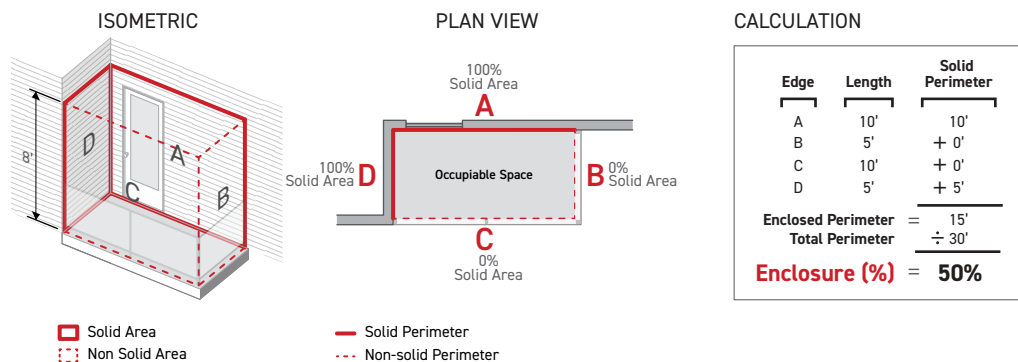 ISOMETRIC
8'
D
A
C
B
Solid Area
Non Solid Area
PLAN VIEW
100%
Solid Area
A
100%
Solid Area
D
Occupiable Space
B
0%
Solid Area
C
0%
Solid Area
Solid Perimeter
Non-solid Perimeter
CALCULATION
Edge Length Solid Perimeter
A 10' 10'
B 5' + 0'
C 10' + 0'
D 5' + 5'
Enclosed Perimeter = 15'
Total Perimeter ÷ 30'
Enclosure (%) = 50%